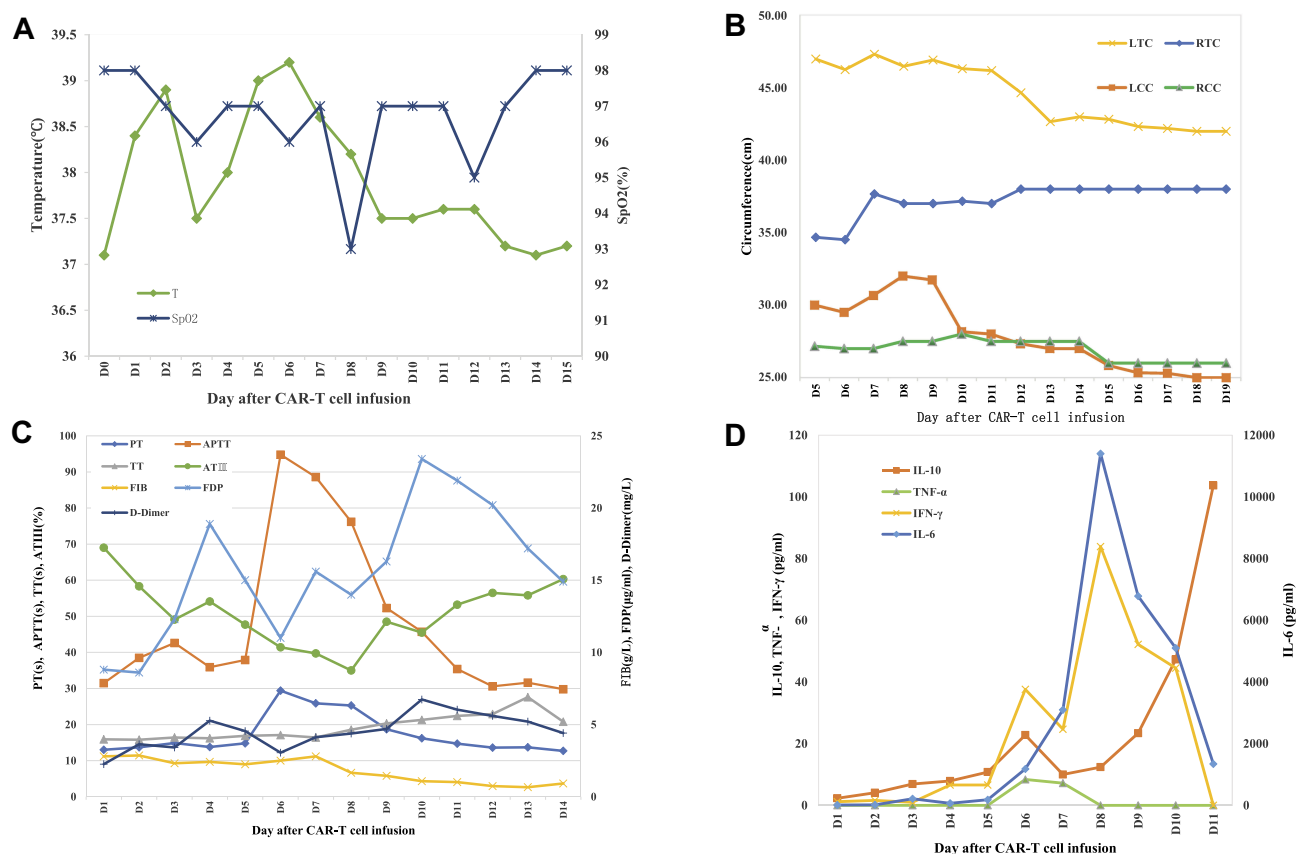 A
Temperature(℃)
39.5
39
38.5
38
37.5
37
36.5
36
99
98
97
96
95
94
93
92
91
90
SpO2(%)
T
SpO2
D0 D1 D2 D3 D4 D5 D6 D7 D8 D9 D10 D11 D12 D13 D14 D15
Day after CAR-T cell infusion
B
Circumference(cm)
50.00
45.00
40.00
35.00
30.00
25.00
LTC RTC
LCC RCC
D5 D6 D7 D8 D9 D10 D11 D12 D13 D14 D15 D16 D17 D18 D19
Day after CAR-T cell infusion
C
PT(s), APTT(s), TT(s), ATIII(%)
100
90
80
70
60
50
40
30
20
10
0
25
20
15
10
5
0
FIB(g/L), FDP(μg/ml), D-Dimer(mg/L)
PT APTT
TT ATⅢ
FIB FDP
D-Dimer
D1 D2 D3 D4 D5 D6 D7 D8 D9 D10 D11 D12 D13 D14
Day after CAR-T cell infusion
D
IL-10, TNF-α, IFN-γ (pg/ml)
120
100
80
60
40
20
0
12000
10000
8000
6000
4000
2000
0
IL-6 (pg/ml)
IL-10
TNF-α
IFN-γ
IL-6
D1 D2 D3 D4 D5 D6 D7 D8 D9 D10 D11
Day after CAR-T cell infusion